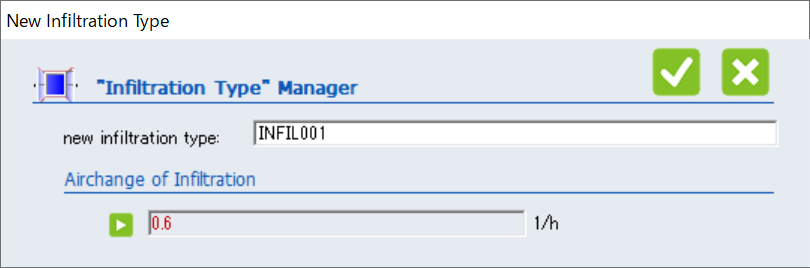 New Infiltration Type
"Infiltration Type" Manager
new infiltration type: INFIL001
Airchange of Infiltration
0.6 1/h